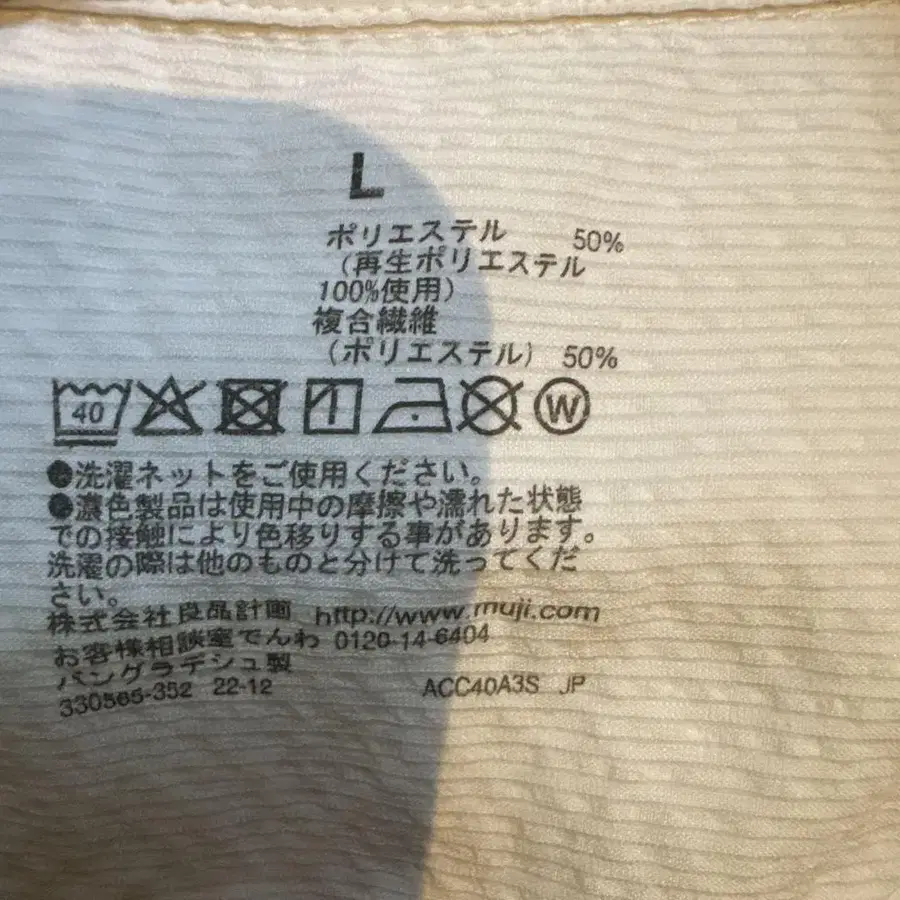 L
ポリエステル 50%
(再生ポリエステル
100%使用)
複合繊維
(ポリエステル) 50%
40 W
●洗濯ネットをご使用ください。
●濃色製品は使用中の摩擦や濡れた状態
での接触により色移りする事があります。
洗濯の際は他のものと分けて洗ってくだ
さい。
株式会社良品計画 http://www.muji.com
お客様相談室でんわ 0120-14-6404
バングラデシュ製
330565-352 22-12 ACC40A3S JP